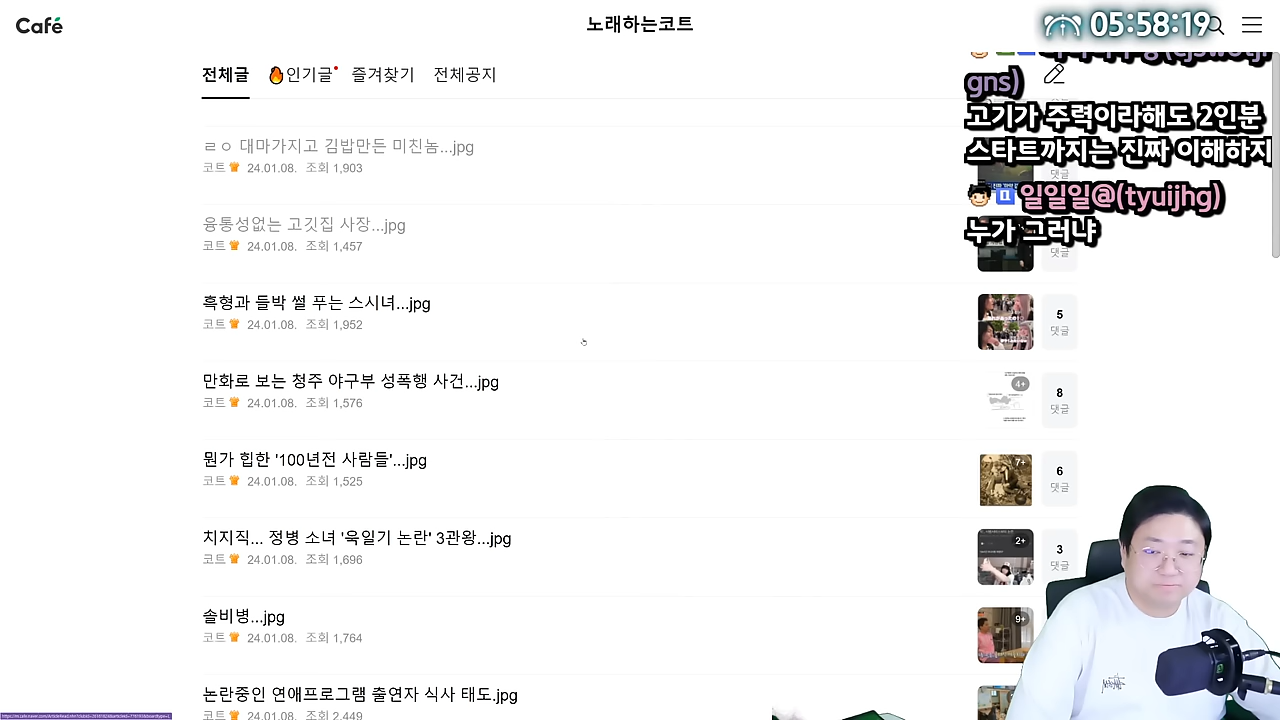 Café
노래하는코트
05:58:19
전체글
인기글
즐겨찾기
전체공지
gns)
고기가 주력이라해도 2인분
스타트까지는 진짜 이해하지
일일일@(tyuijhg)
누가 그러냐
ㄹㅇ 대마가지고 김밥만든 미친놈...jpg
코트 24.01.08. 조회 1,903
댓글
융통성없는 고깃집 사장...jpg
코트 24.01.08. 조회 1,457
댓글
흑형과 들박 썰 푸는 스시녀...jpg
코트 24.01.08. 조회 1,952
5
댓글
만화로 보는 청주 야구부 성폭행 사건...jpg
코트 24.01.08. 조회 1,576
4+
8
댓글
뭔가 힙한 '100년전 사람들'...jpg
코트 24.01.08. 조회 1,525
7+
6
댓글
치지직.. 정령 소녀 '욱일기 논란' 3관왕...jpg
코트 24.01.08. 조회 1,696
2+
3
댓글
솔비병...jpg
코트 24.01.08. 조회 1,764
9+
논란중인 연애프로그램 출연자 식사 태도.jpg
코트 24.01.08. 조회 2,446